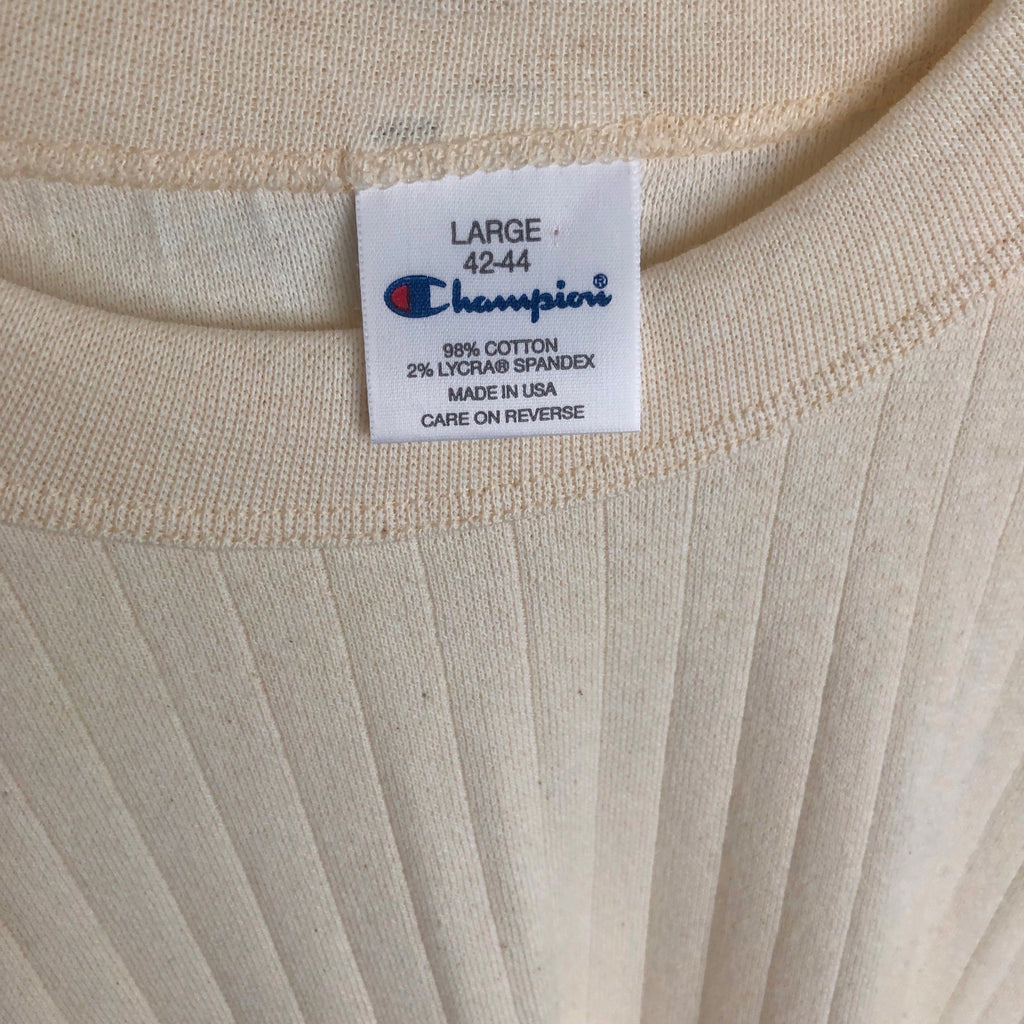 LARGE
42-44
Champion®
98% COTTON
2% LYCRA® SPANDEX
MADE IN USA
CARE ON REVERSE